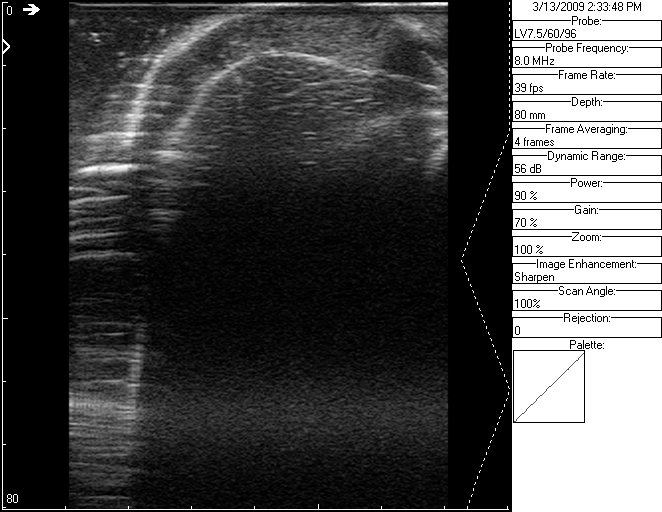 0
80
3/13/2009 2:33:48 PM
Probe:
LV7.5/60/96
Probe Frequency:
8.0 MHz
Frame Rate:
39 fps
Depth:
80 mm
Frame Averaging:
4 frames
Dynamic Range:
56 dB
Power:
90 %
Gain:
70 %
Zoom:
100 %
Image Enhancement:
Sharpen
Scan Angle:
100%
Rejection:
0
Palette: